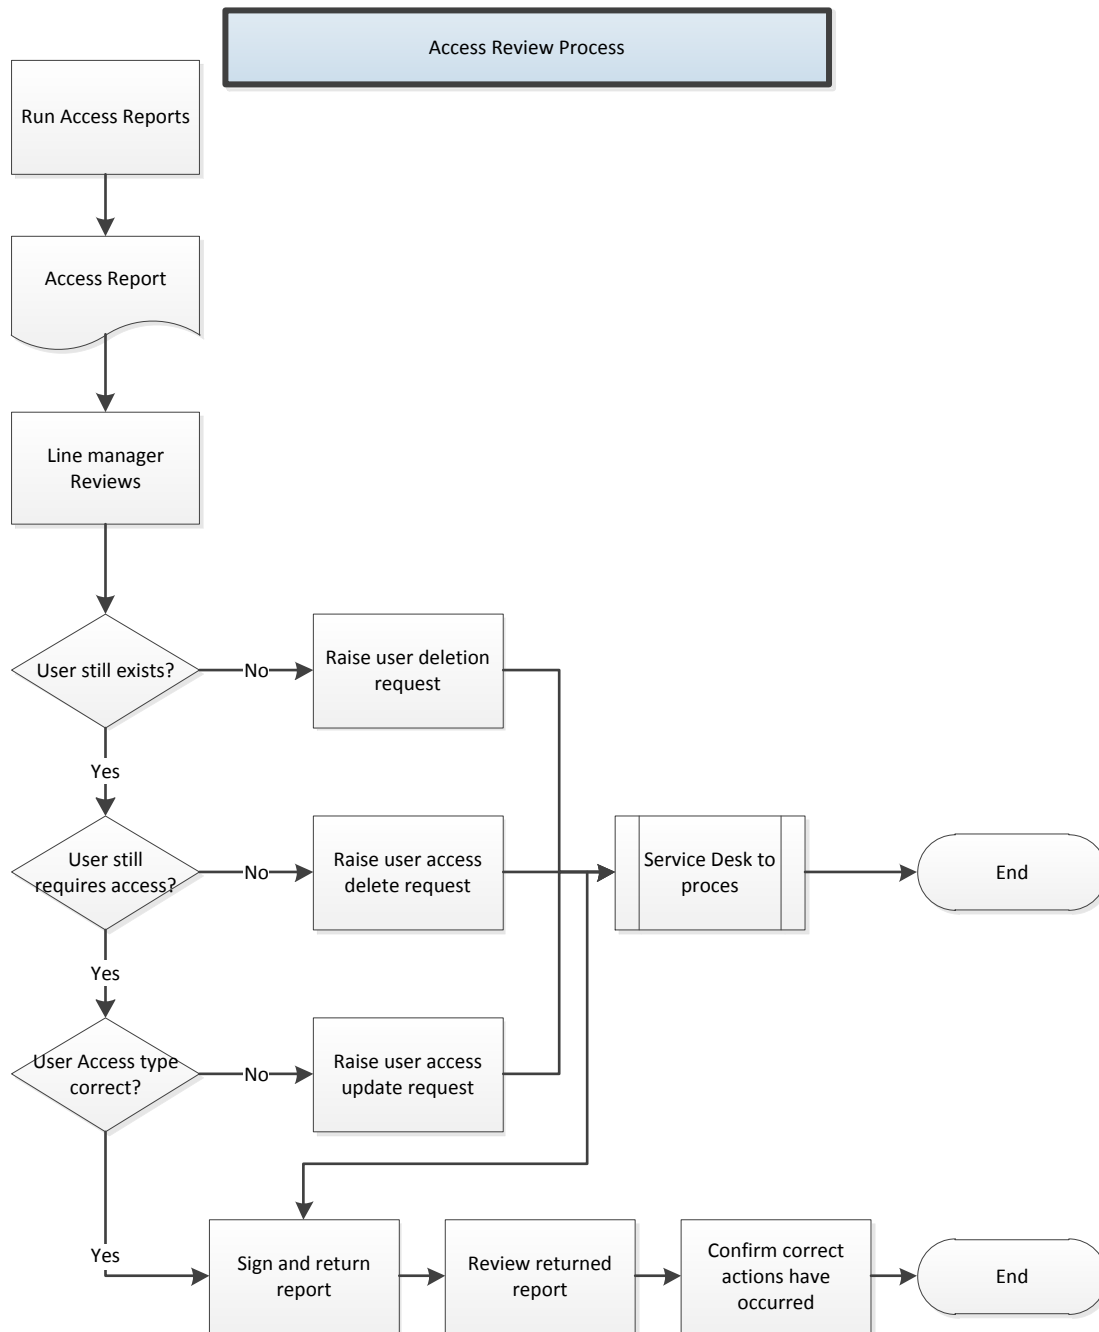 Access Review Process
Run Access Reports
Access Report
Line manager
Reviews
User still exists?
No
Raise user deletion
request
Yes
User still
requires access?
No
Raise user access
delete request
Service Desk to
proces
End
Yes
User Access type
correct?
No
Raise user access
update request
Yes
Sign and return
report
Review returned
report
Confirm correct
actions have
occurred
End